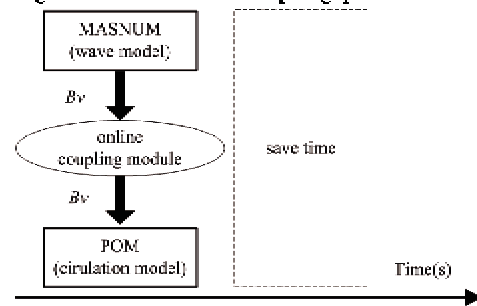 MASNUM
(wave model)
Bv
online
coupling module
save time
Bv
POM
(cirulation model)
Time(s)